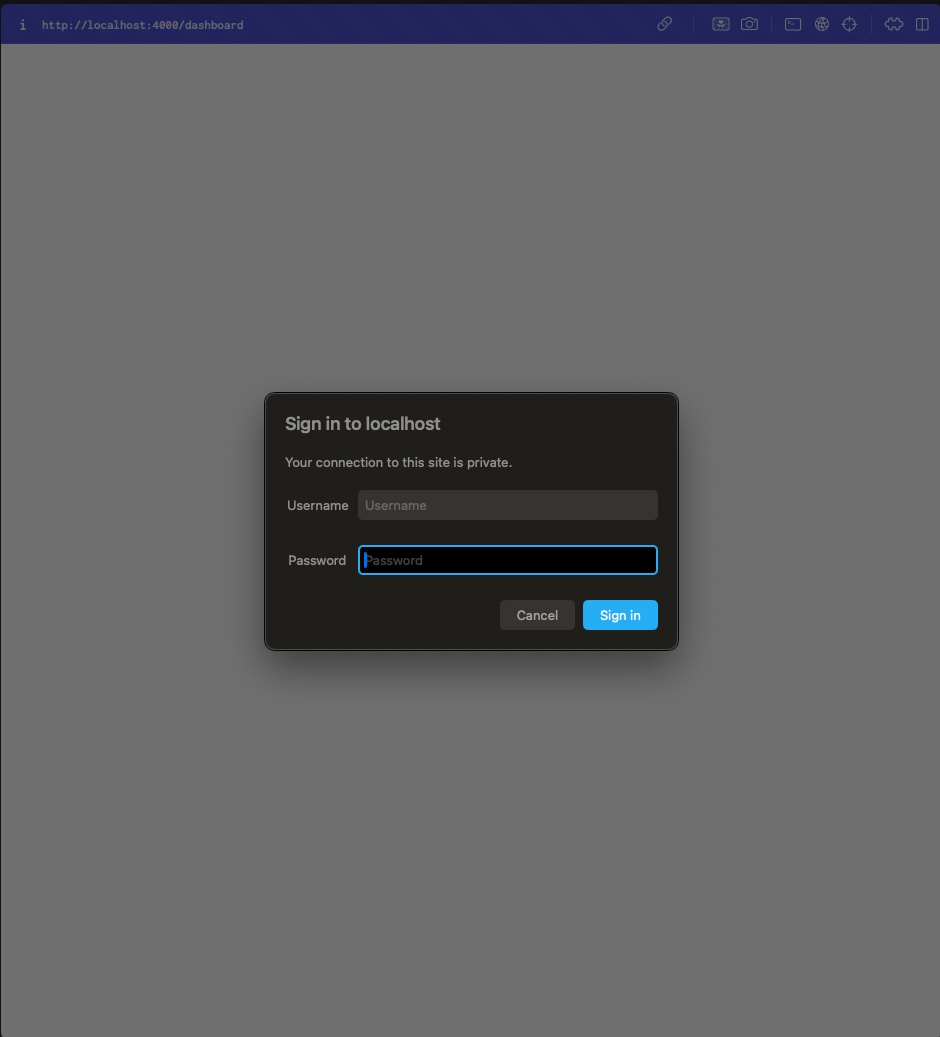 http://localhost:4000/dashboard
Sign in to localhost
Your connection to this site is private.
Username Username
Password Password
Cancel Sign in